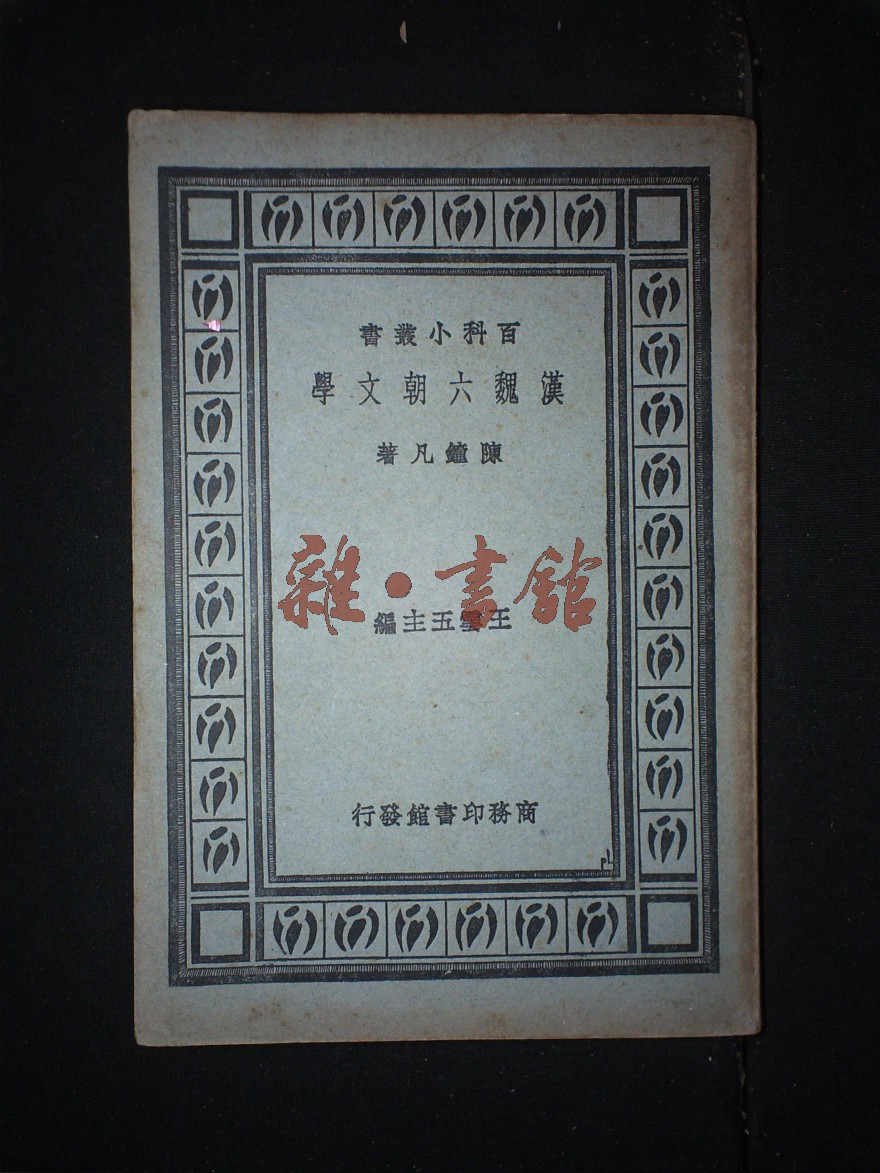 百科小叢書
漢魏六朝文學
陳鐘凡著
雜·書館
王雲五主編
商務印書館發行